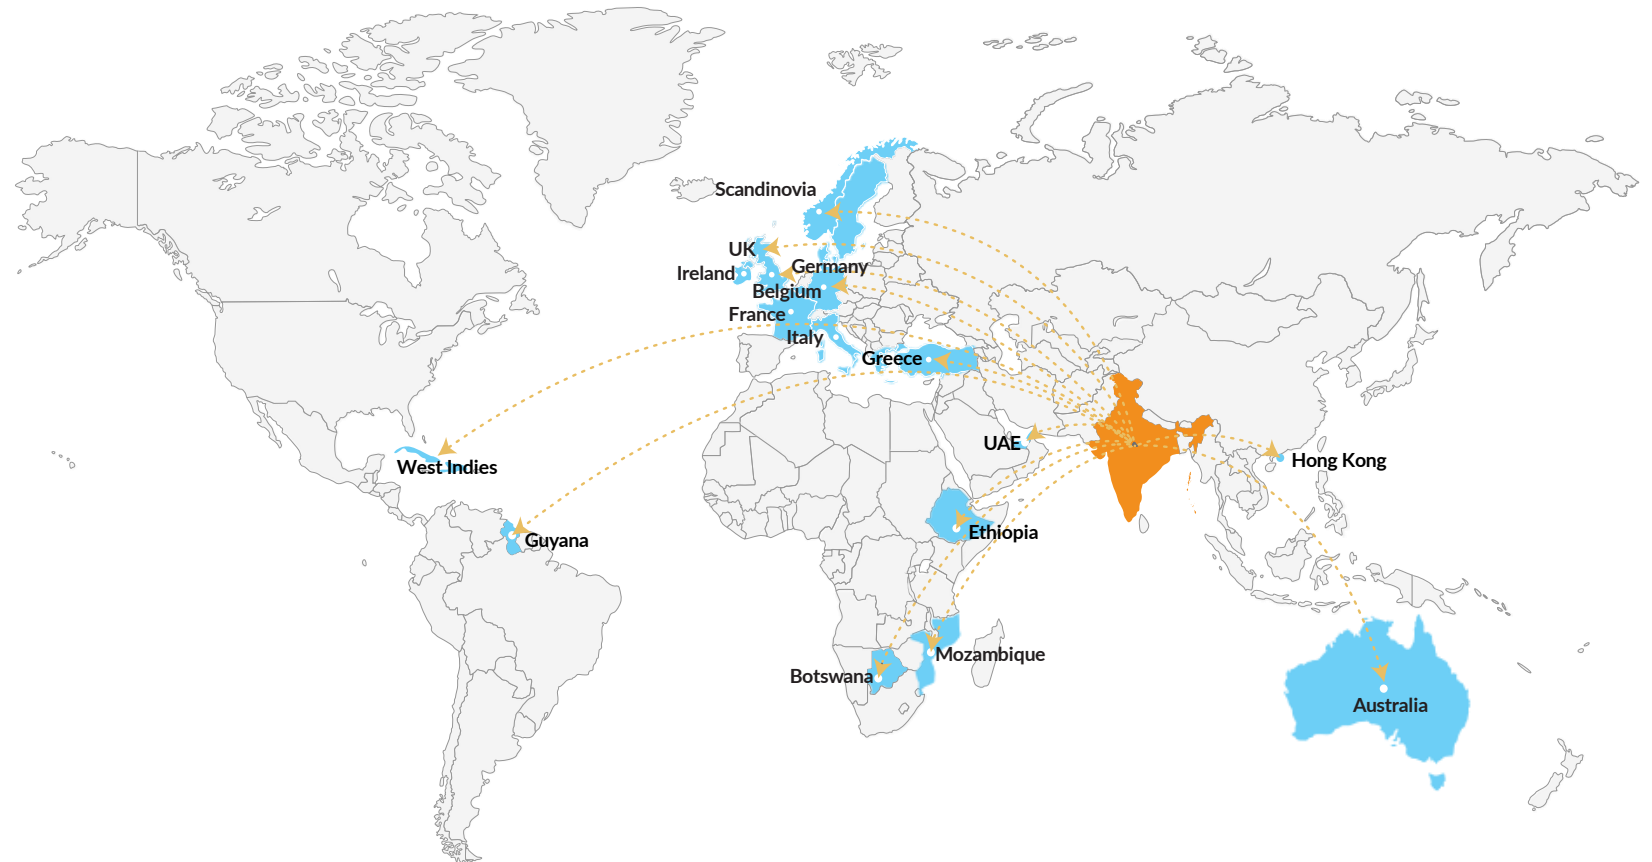 Scandinovia
UK
Germany
Ireland
Belgium
France
Italy
Greece
UAE
Hong Kong
West Indies
Ethiopia
Guyana
Mozambique
Botswana
Australia